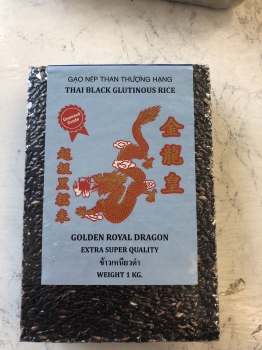 GẠO NẾP THAN THƯỢNG HẠNG
THAI BLACK GLUTINOUS RICE
金龍皇
超級黑糯米
GOLDEN ROYAL DRAGON
EXTRA SUPER QUALITY
ข้าวเหนียวดำ
WEIGHT 1 KG.